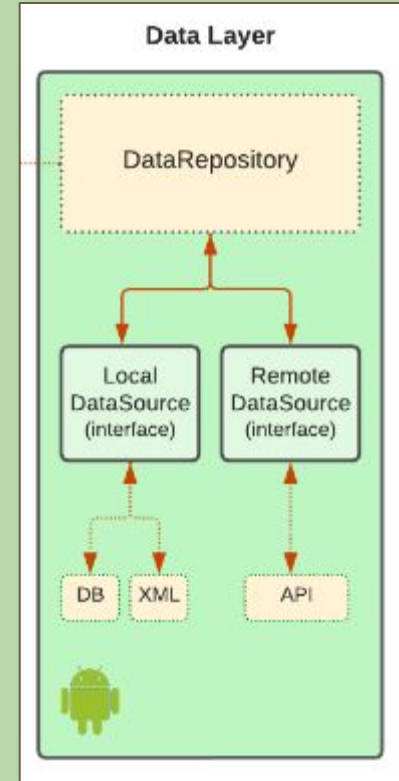 Data Layer
DataRepository
Local
DataSource
(interface)
Remote
DataSource
(interface)
DB
XML
API